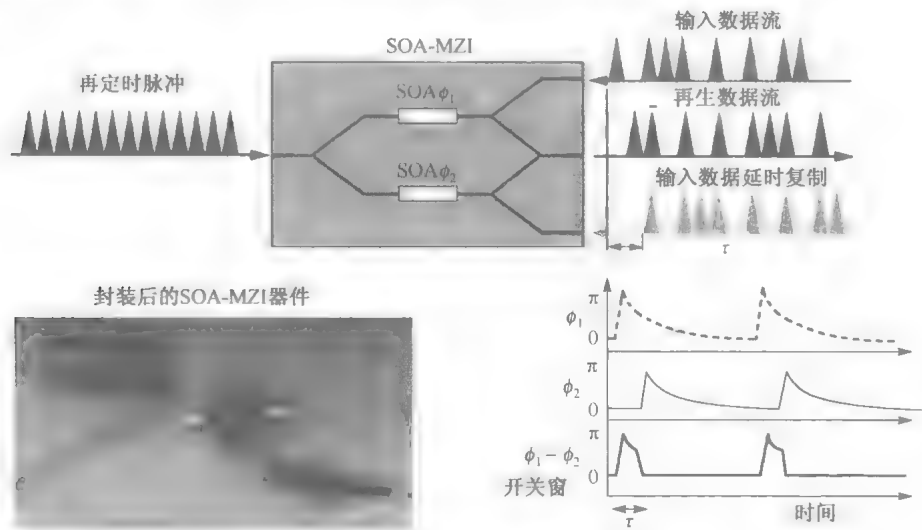 输入数据流
SOA-MZI
再定时脉冲
SOAϕ₁
再生数据流
SOAϕ₂
输入数据延时复制
τ
封装后的SOA-MZI器件
π
ϕ₁
0
π
ϕ₂
0
π
ϕ₁ − ϕ₂
0
开关窗
τ
时间